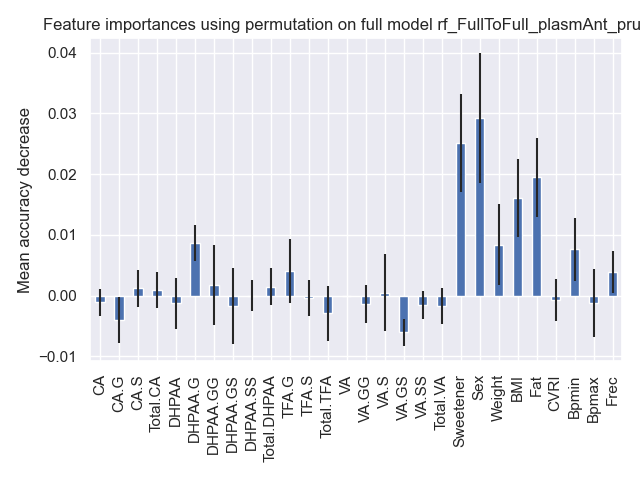 Feature importances using permutation on full model rf_FullToFull_plasmAnt_pru
Mean accuracy decrease
0.04
0.03
0.02
0.01
0.00
−0.01
CA
CA.G
CA.S
Total.CA
DHPAA
DHPAA.G
DHPAA.GG
DHPAA.GS
DHPAA.SS
Total.DHPAA
TFA.G
TFA.S
Total.TFA
VA
VA.GG
VA.S
VA.GS
VA.SS
Total.VA
Sweetener
Sex
Weight
BMI
Fat
CVRI
Bpmin
Bpmax
Frec